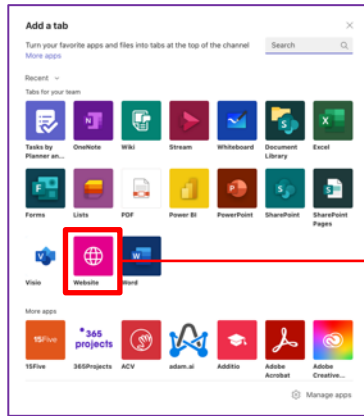 Add a tab
Turn your favorite apps and files into tabs at the top of the channel
More apps
Search
Recent
Tabs for your team
Tasks by Planner an...
OneNote
Wiki
Stream
Whiteboard
Document Library
Excel
Forms
Lists
PDF
Power BI
PowerPoint
SharePoint
SharePoint Pages
Visio
Website
Word
More apps
15Five
365 projects
15Five
365Projects
ACV
adam.ai
Additio
Adobe Acrobat
Adobe Creative...
Manage apps